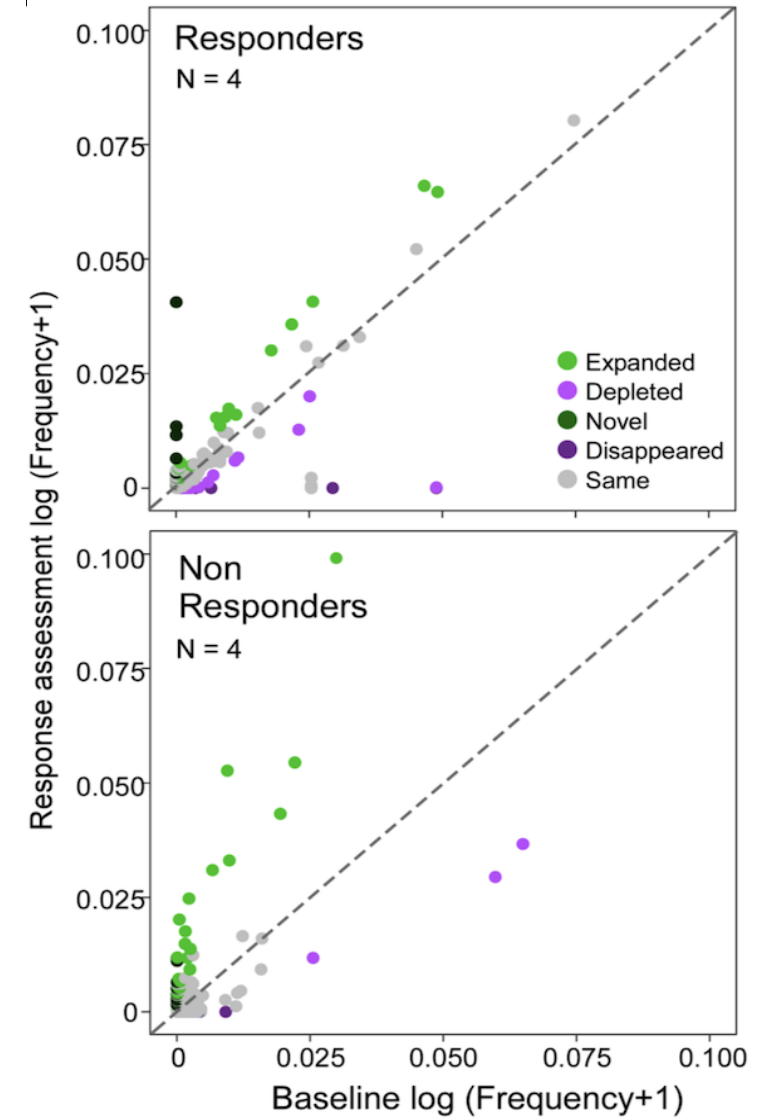 Response assessment log (Frequency+1)
0.100
0.075
0.050
0.025
0
Responders
N = 4
Expanded
Depleted
Novel
Disappeared
Same
0.100
0.075
0.050
0.025
0
Non
Responders
N = 4
0 0.025 0.050 0.075 0.100
Baseline log (Frequency+1)